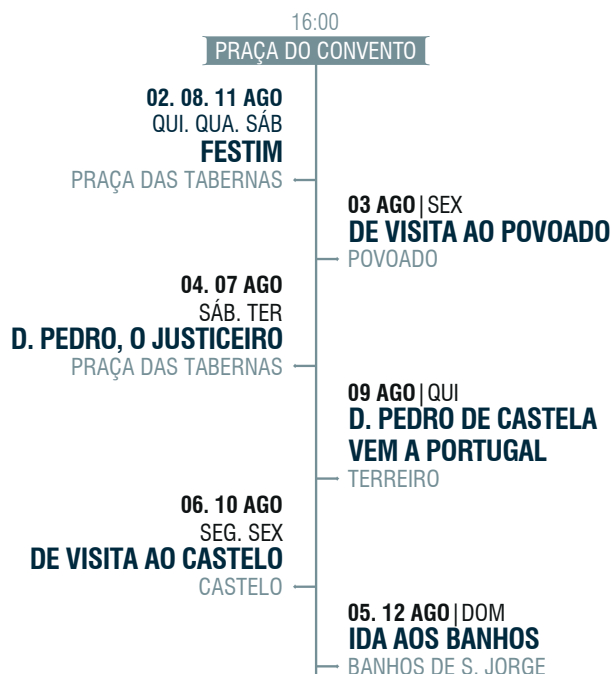 16:00
PRAÇA DO CONVENTO
02. 08. 11 AGO
QUI. QUA. SÁB
FESTIM
PRAÇA DAS TABERNAS
03 AGO|SEX
DE VISITA AO POVOADO
POVOADO
04. 07 AGO
SÁB. TER
D. PEDRO, O JUSTICEIRO
PRAÇA DAS TABERNAS
09 AGO|QUI
D. PEDRO DE CASTELA
VEM A PORTUGAL
TERREIRO
06. 10 AGO
SEG. SEX
DE VISITA AO CASTELO
CASTELO
05. 12 AGO|DOM
IDA AOS BANHOS
BANHOS DE S. JORGE